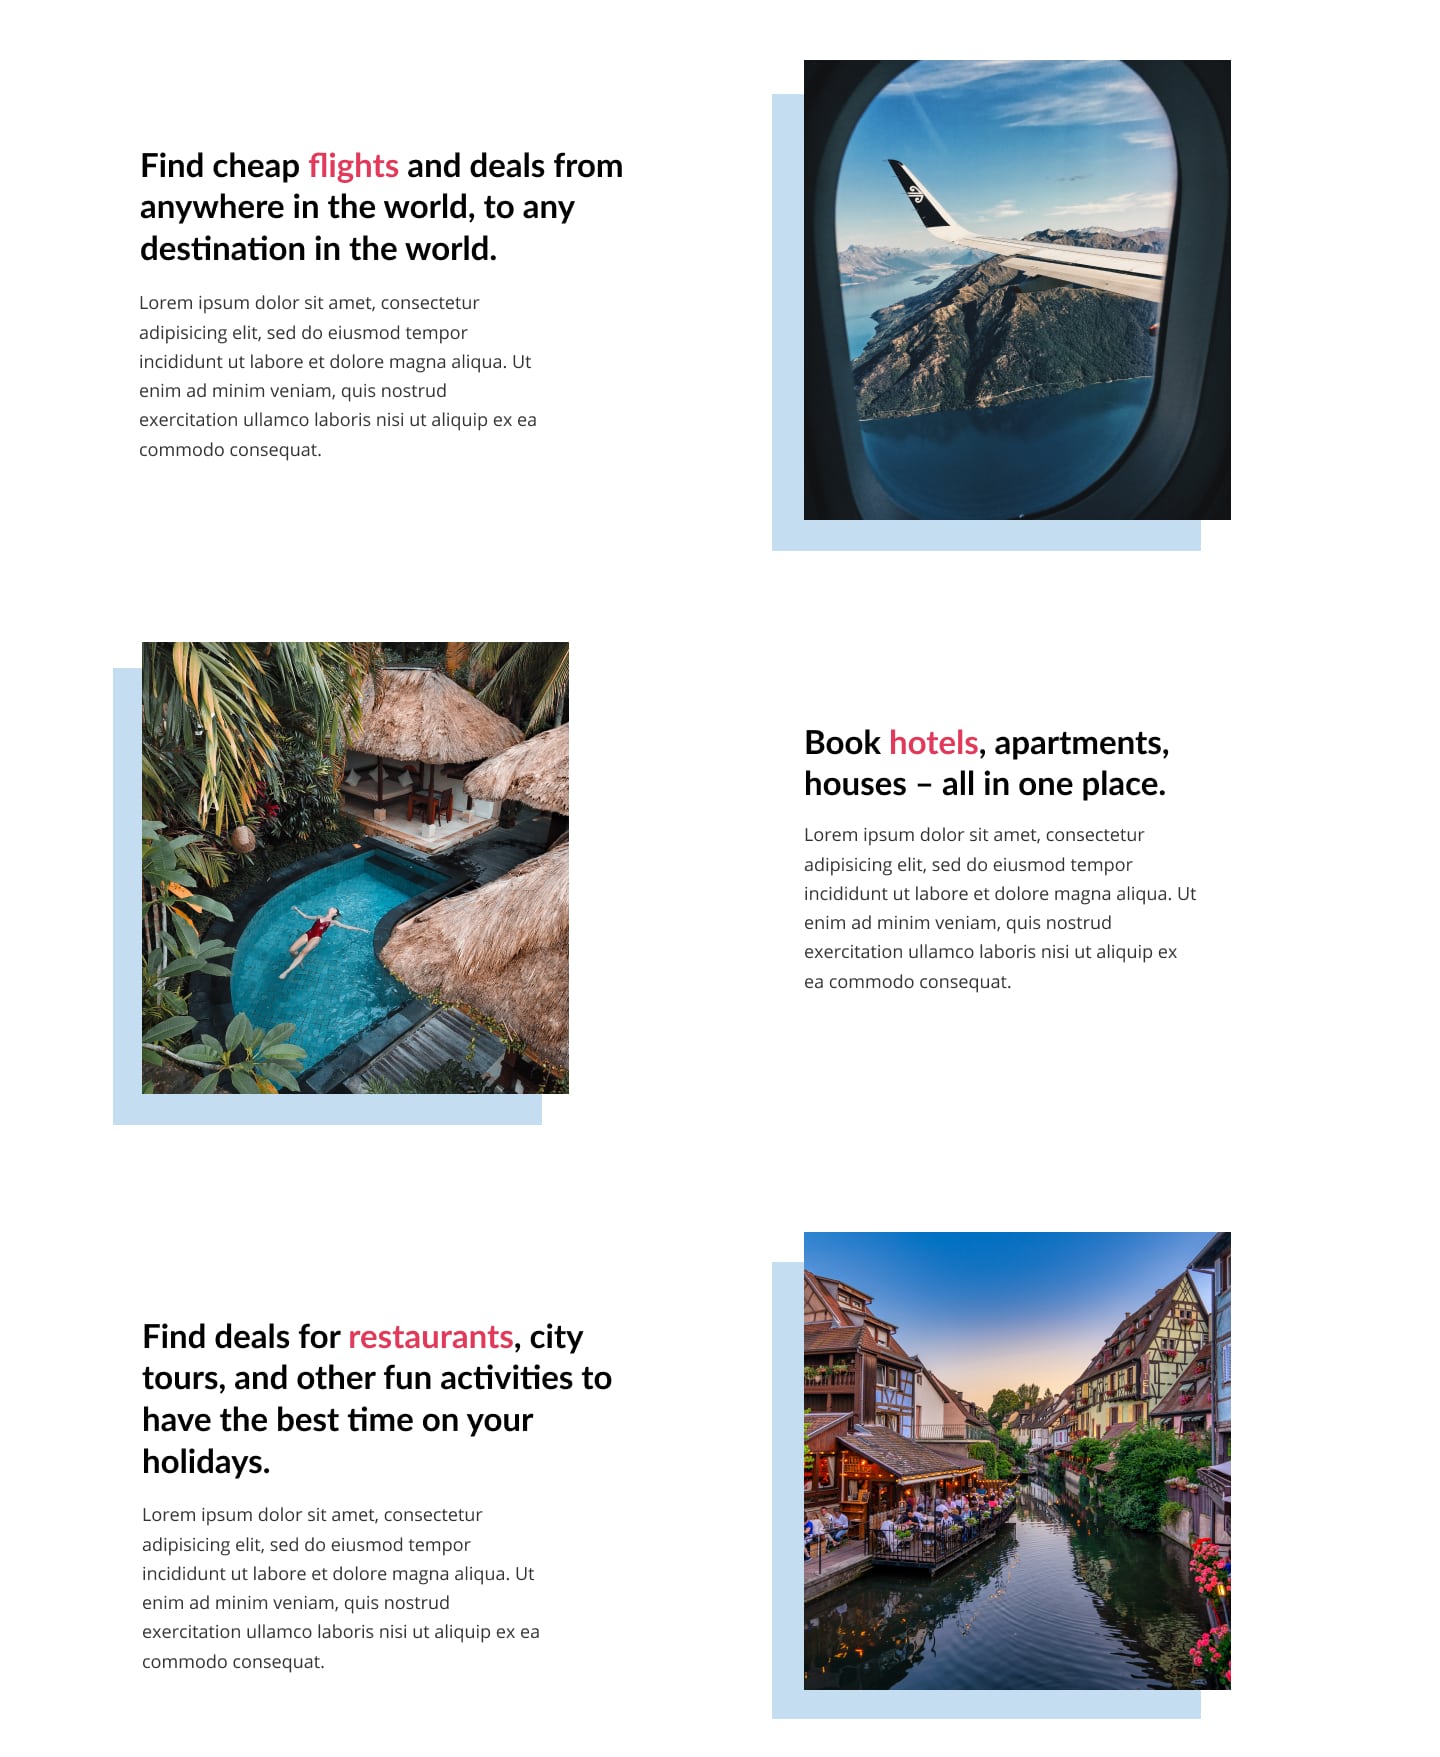 Find cheap flights and deals from
anywhere in the world, to any
destination in the world.
Lorem ipsum dolor sit amet, consectetur
adipisicing elit, sed do eiusmod tempor
incididunt ut labore et dolore magna aliqua. Ut
enim ad minim veniam, quis nostrud
exercitation ullamco laboris nisi ut aliquip ex ea
commodo consequat.
Book hotels, apartments,
houses – all in one place.
Lorem ipsum dolor sit amet, consectetur
adipisicing elit, sed do eiusmod tempor
incididunt ut labore et dolore magna aliqua. Ut
enim ad minim veniam, quis nostrud
exercitation ullamco laboris nisi ut aliquip ex
ea commodo consequat.
Find deals for restaurants, city
tours, and other fun activities to
have the best time on your
holidays.
Lorem ipsum dolor sit amet, consectetur
adipisicing elit, sed do eiusmod tempor
incididunt ut labore et dolore magna aliqua. Ut
enim ad minim veniam, quis nostrud
exercitation ullamco laboris nisi ut aliquip ex ea
commodo consequat.